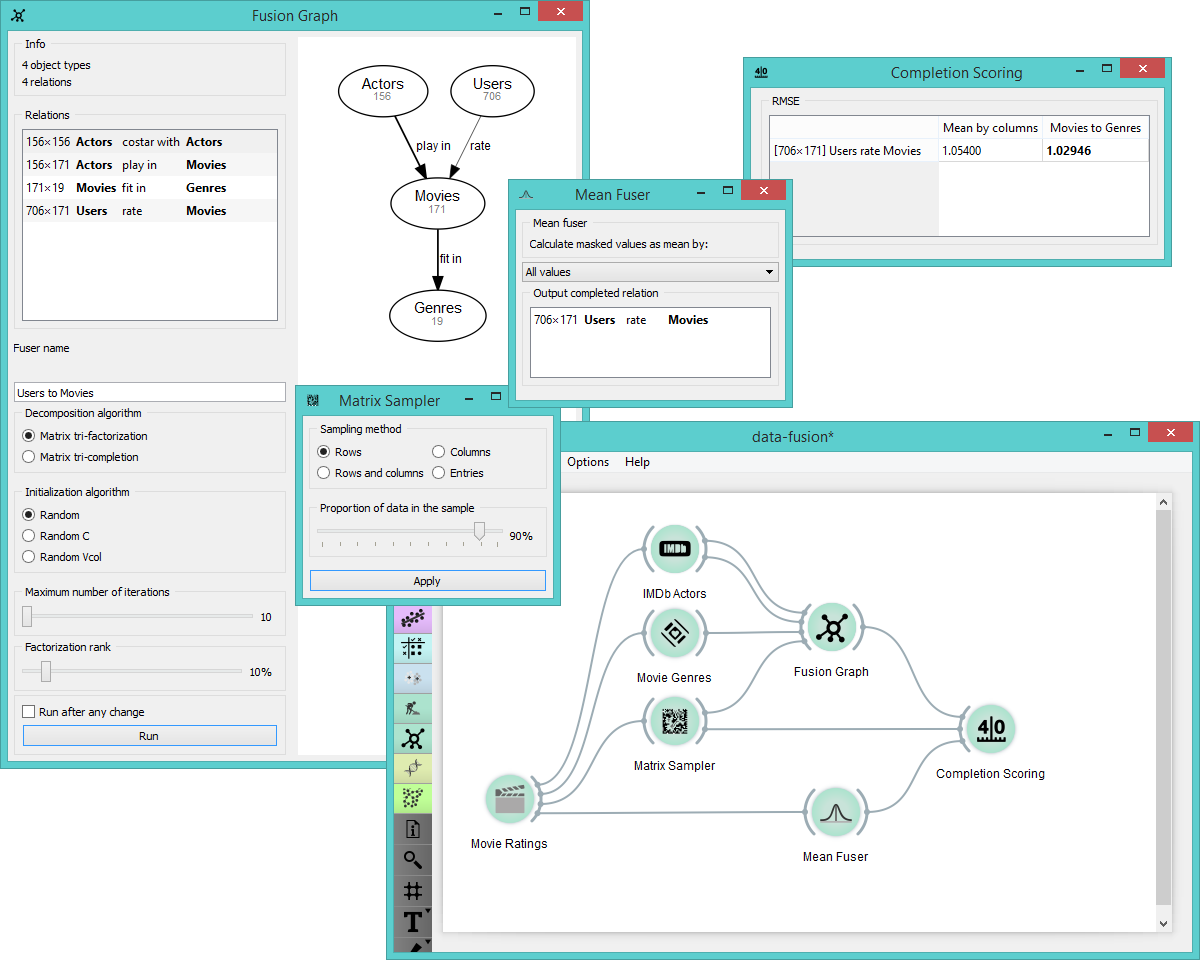 Fusion Graph
Info
4 object types
4 relations
Relations
156×156 Actors costar with Actors
156×171 Actors play in Movies
171×19 Movies fit in Genres
706×171 Users rate Movies
Fuser name
Users to Movies
Decomposition algorithm
Matrix tri-factorization
Matrix tri-completion
Initialization algorithm
Random
Random C
Random Vcol
Maximum number of iterations
10
Factorization rank
10%
Run after any change
Run
Actors
156
Users
706
play in
rate
Movies
171
fit in
Genres
19
Completion Scoring
RMSE
Mean by columns Movies to Genres
[706×171] Users rate Movies 1.05400 1.02946
Mean Fuser
Mean fuser
Calculate masked values as mean by:
All values
Output completed relation
706×171 Users rate Movies
Matrix Sampler
Sampling method
Rows Columns
Rows and columns Entries
Proportion of data in the sample
90%
Apply
data-fusion*
Options Help
IMDb
IMDb Actors
Movie Genres
Fusion Graph
Matrix Sampler
4|0
Completion Scoring
Movie Ratings
Mean Fuser
T